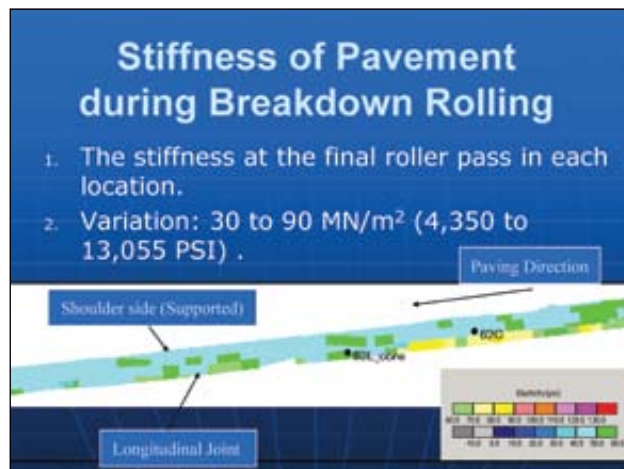 Stiffness of Pavement
during Breakdown Rolling
1. The stiffness at the final roller pass in each
location.
2. Variation: 30 to 90 MN/m² (4,350 to
13,055 PSI) .
Paving Direction
Shoulder side (Supported)
Longitudinal Joint